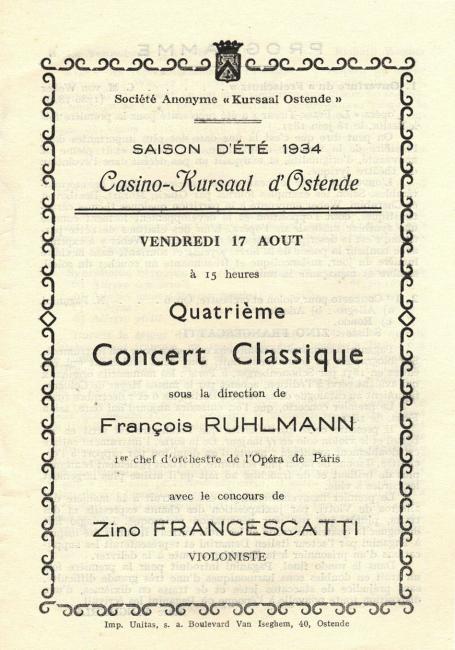 Société Anonyme « Kursaal Ostende »
SAISON D'ÉTÉ 1934
Casino-Kursaal d'Ostende
VENDREDI 17 AOUT
à 15 heures
Quatrième
Concert Classique
sous la direction de
François RUHLMANN
1er chef d'orchestre de l'Opéra de Paris
avec le concours de
Zino FRANCESCATTI
VIOLONISTE
Imp. Unitas, s. a. Boulevard Van Iseghem, 40, Ostende